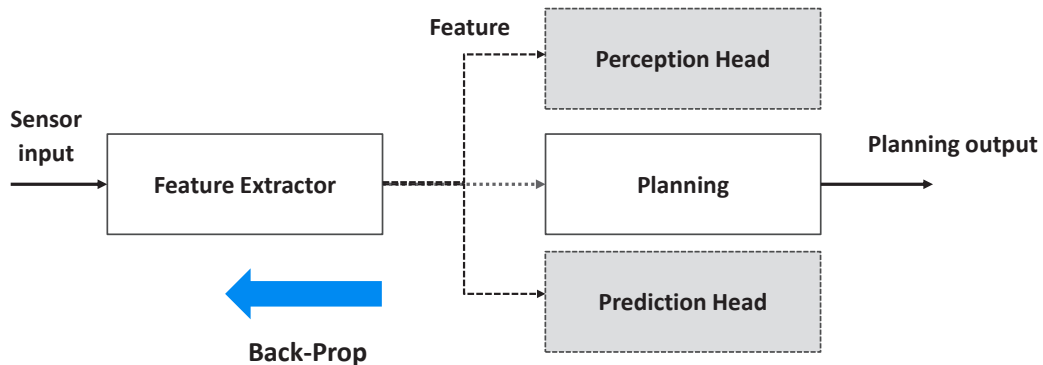 Feature
Perception Head
Sensor
input
Feature Extractor
Planning
Planning output
Prediction Head
Back-Prop